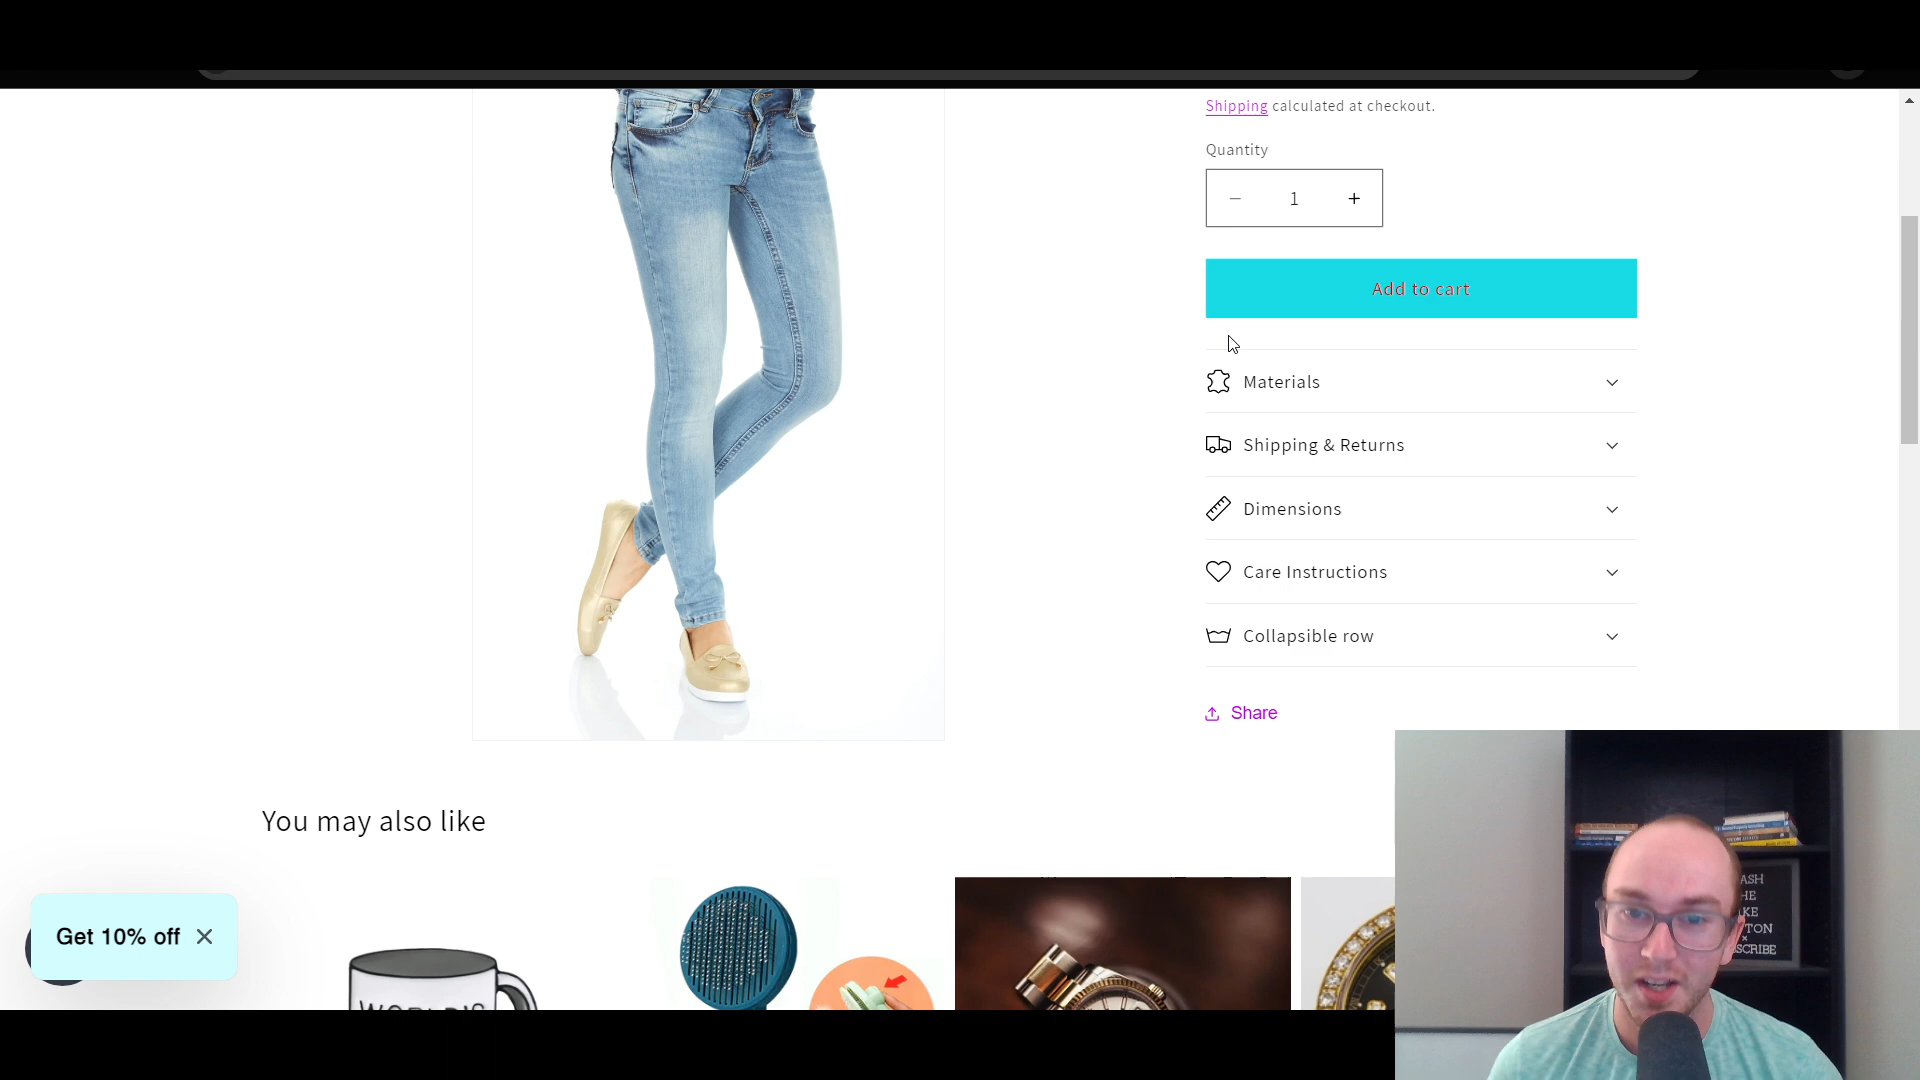 Shipping calculated at checkout.
Quantity
1
Add to cart
Materials
Shipping & Returns
Dimensions
Care Instructions
Collapsible row
Share
You may also like
Get 10% off
WORLD'S